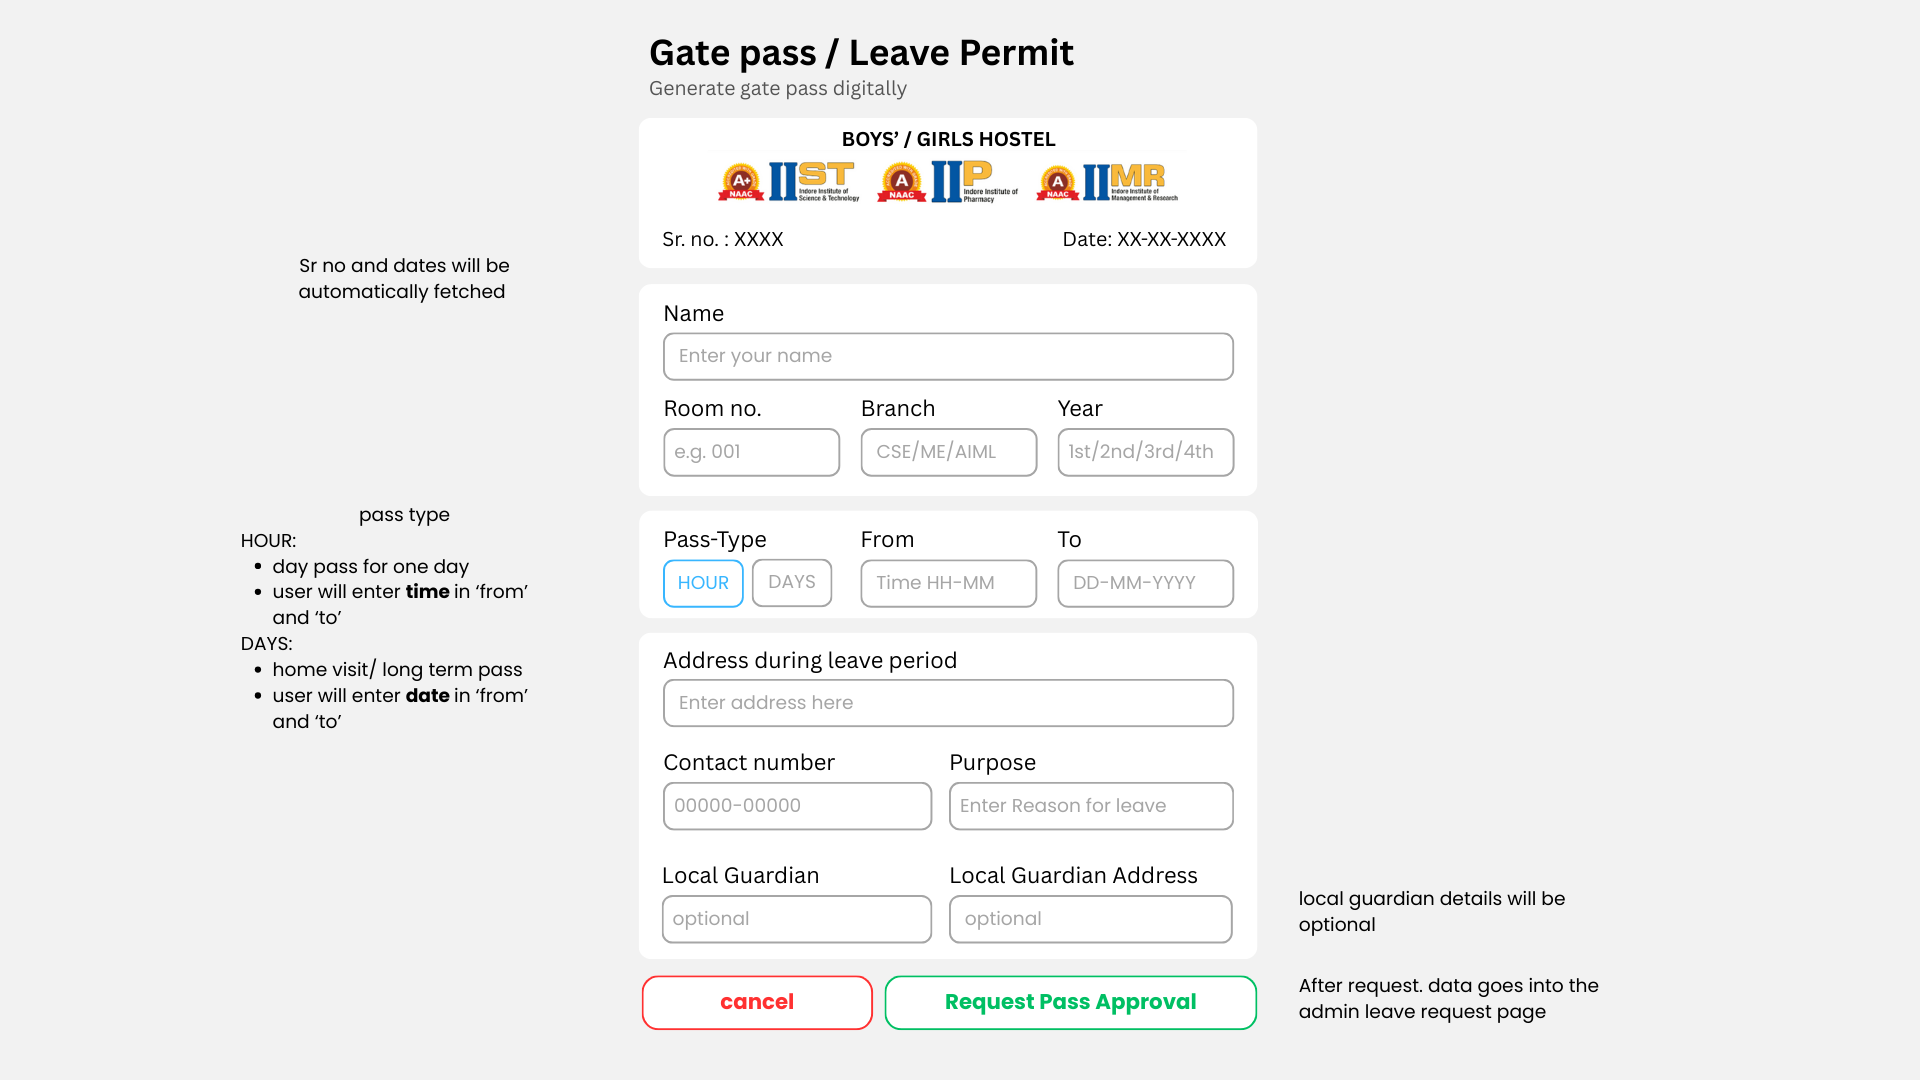 Gate pass / Leave Permit
Generate gate pass digitally
BOYS’ / GIRLS HOSTEL
A+ NAAC IIST Indore Institute of Science & Technology
A NAAC IIP Indore Institute of Pharmacy
A NAAC IIMR Indore Institute of Management & Research
Sr. no. : XXXX
Date: XX-XX-XXXX
Sr no and dates will be
automatically fetched
Name
Enter your name
Room no.
Branch
Year
e.g. 001
CSE/ME/AIML
1st/2nd/3rd/4th
pass type
HOUR:
• day pass for one day
• user will enter time in ‘from’
and ‘to’
DAYS:
• home visit/ long term pass
• user will enter date in ‘from’
and ‘to’
Pass-Type
From
To
HOUR
DAYS
Time HH-MM
DD-MM-YYYY
Address during leave period
Enter address here
Contact number
Purpose
00000-00000
Enter Reason for leave
Local Guardian
Local Guardian Address
optional
optional
local guardian details will be
optional
cancel
Request Pass Approval
After request. data goes into the
admin leave request page